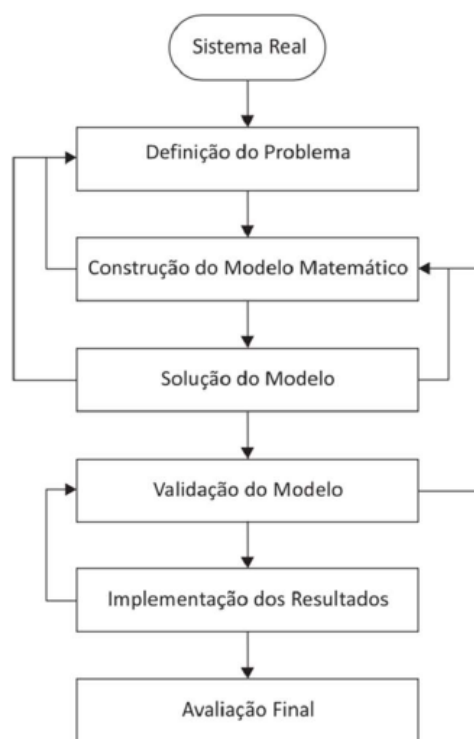 Sistema Real
Definição do Problema
Construção do Modelo Matemático
Solução do Modelo
Validação do Modelo
Implementação dos Resultados
Avaliação Final